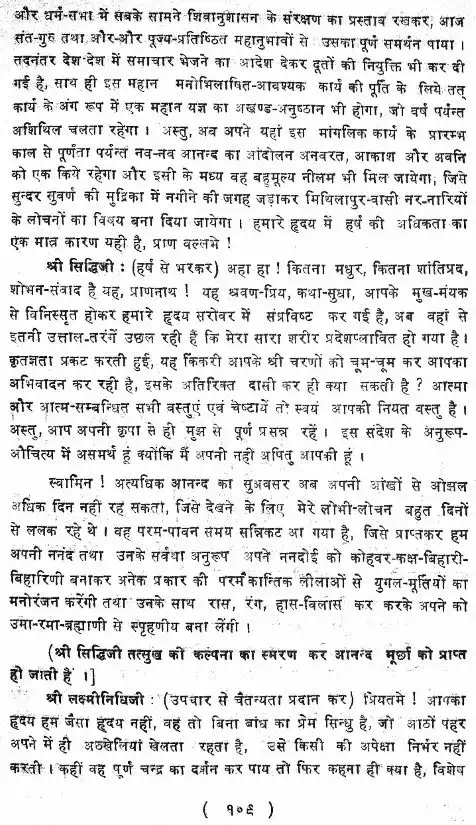 और धर्म-सभा में सबके सामने शिवानुशासन के संरक्षण का प्रस्ताव रखकर, आज
संत-गुरु तथा और-और पूज्य-प्रतिष्ठित महानुभावों से उसका पूर्ण समर्थन पाया।
तदनंतर देश-देश में समाचार भेजने का आदेश देकर दूतों की नियुक्ति भी कर दी
गई है, साथ ही इस महान मनोभिलाषित-आवश्यक कार्य की पूर्ति के लिये तत्
कार्य के अंग रूप में एक महान यज्ञ का अखण्ड-अनुष्ठान भी होगा, जो वर्ष पर्यन्त
अशिथिल चलता रहेगा। अस्तु, अब अपने यहां इस मांगलिक कार्य के प्रारम्भ
काल से पूर्णता पर्यन्त नव-नव आनन्द का आंदोलन अनवरत, आकाश और अवनि
को एक किये रहेगा और इसी के मध्य वह बहुमूल्य नीलम भी मिल जायेगा; जिसे
सुन्दर सुवर्ण की मुद्रिका में नगीने की जगह जड़ाकर मिथिलापुर-वासी नर-नारियों
के लोचनों का विषय बना दिया जायेगा। हमारे हृदय में हर्ष की अधिकता का
एक मात्र कारण यही है, प्राण वल्लभे!
श्री सिद्धिजी : (हर्ष से भरकर) अहा हा! कितना मधुर, कितना शांतिप्रद,
शोभन-संवाद है यह, प्राणनाथ! यह श्रवण-प्रिय, कथा-सुधा, आपके मुख-मयंक
से विनिस्सृत होकर हमारे हृदय सरोवर में संप्रविष्ट कर गई है, अब वहां से
इतनी उत्ताल-तरंगें उछल रही हैं कि मेरा सारा शरीर प्रदेशप्लावित हो गया है।
कृतज्ञता प्रकट करती हुई, यह किंकरी आपके श्री चरणों को चूम-चूम कर आपका
अभिवादन कर रही है, इसके अतिरिक्त दासी कर ही क्या सकती है? आत्मा
और आत्म-सम्बन्धित सभी वस्तुएं एवं चेष्टायें तो स्वयं आपकी नियत वस्तु है।
अस्तु, आप अपनी कृपा से ही मुझ से पूर्ण प्रसन्न रहें। इस संदेश के अनुरूप-
औचित्य में असमर्थ हूं क्योंकि मैं अपनी नहीं अपितु आपकी हूं।
स्वामिन! अत्यधिक आनन्द का सुअवसर अब अपनी आंखों से ओझल
अधिक दिन नहीं रह सकता, जिसे देखने के लिए मेरे लोभी-लोचन बहुत दिनों
से ललक रहे थे। वह परम-पावन समय सन्निकट आ गया है, जिसे प्राप्तकर हम
अपनी ननंद तथा उनके सर्वथा अनुरूप अपने ननदोई को कोहवर-कक्ष-बिहारी-
बिहारिणी बनाकर अनेक प्रकार की परमैकान्तिक लीलाओं से युगल-मूर्तियों का
मनोरंजन करेंगी तथा उनके साथ रास, रंग, हास-विलास कर करके अपने को
उमा-रमा-ब्रह्माणी से स्पृहणीय बना लेंगी।
(श्री सिद्धिजी तत्सुख की कल्पना का स्मरण कर आनन्द मूर्छा को प्राप्त
हो जाती हैं।]
श्री लक्ष्मीनिधिजी : (उपचार से चैतन्यता प्रदान कर) प्रियतमे! आपका
हृदय हम जैसा हृदय नहीं, वह तो बिना बांध का प्रेम सिन्धु है, जो आठों पहर
अपने में ही अठखेलियां खेलता रहता है, उसे किसी की अपेक्षा निर्भर नहीं
करती। कहीं वह पूर्ण चन्द्र का दर्शन कर पाय तो फिर कहना ही क्या है, विशेष
( १०६ )